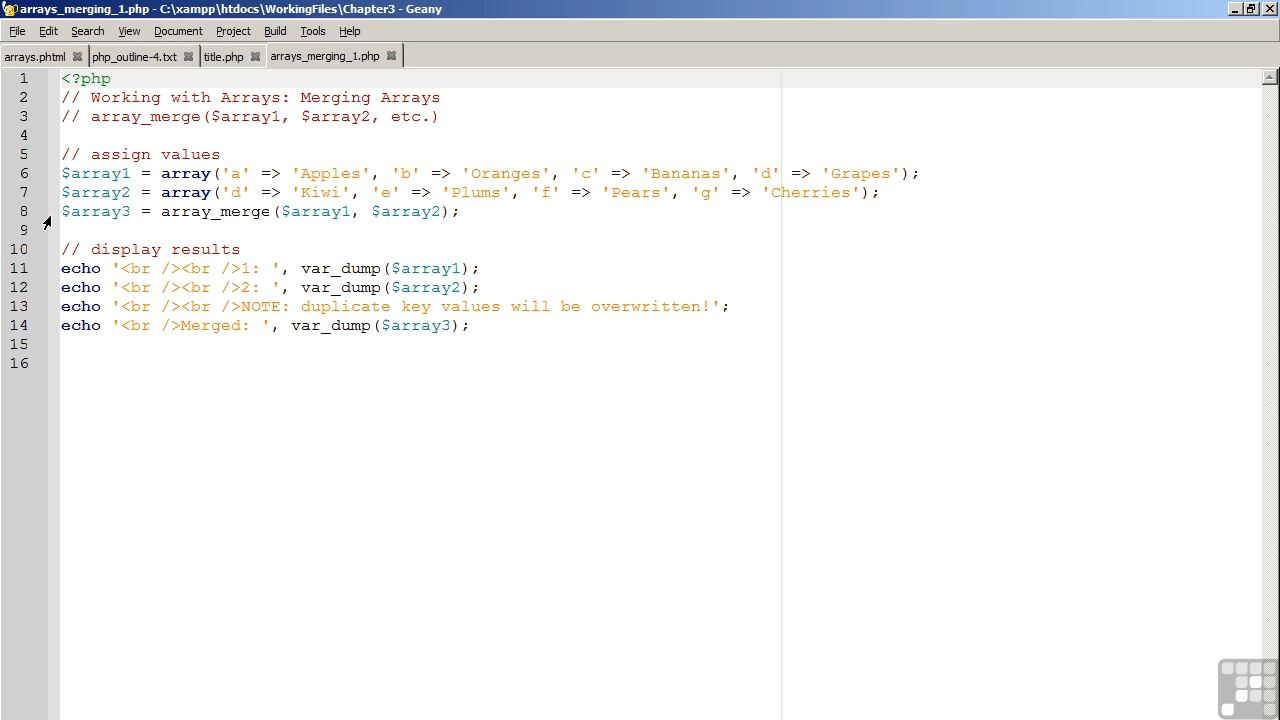 arrays_merging_1.php - C:\xampp\htdocs\WorkingFiles\Chapter3 - Geany
File Edit Search View Document Project Build Tools Help
arrays.phtml php_outline-4.txt title.php arrays_merging_1.php
1 <?php
2 // Working with Arrays: Merging Arrays
3 // array_merge($array1, $array2, etc.)
4
5 // assign values
6 $array1 = array('a' => 'Apples', 'b' => 'Oranges', 'c' => 'Bananas', 'd' => 'Grapes');
7 $array2 = array('d' => 'Kiwi', 'e' => 'Plums', 'f' => 'Pears', 'g' => 'Cherries');
8 $array3 = array_merge($array1, $array2);
9
10 // display results
11 echo '<br /><br />1: ', var_dump($array1);
12 echo '<br /><br />2: ', var_dump($array2);
13 echo '<br /><br />NOTE: duplicate key values will be overwritten!';
14 echo '<br />Merged: ', var_dump($array3);
15
16